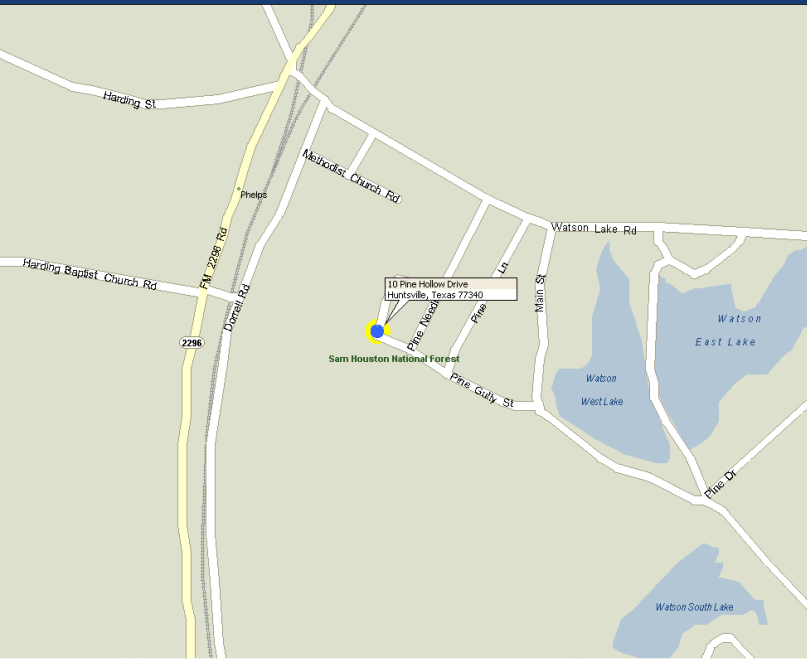 Harding St
Methodist Church Rd
Phelps
Watson Lake Rd
FM 2296 Rd
Harding Baptist Church Rd
Dorrell Rd
10 Pine Hollow Drive
Huntsville, Texas 77340
Pine Needl
Pine Ln
Main St
Watson
East Lake
2296
Sam Houston National Forest
Pine Gully St
Watson
West Lake
Pine Dr
Watson South Lake